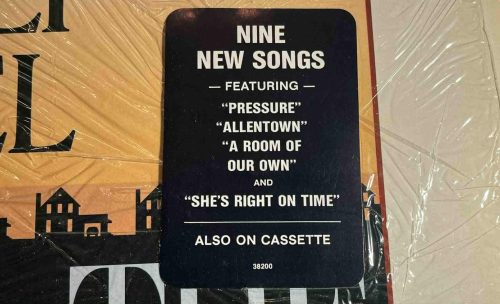 NINE
NEW SONGS
— FEATURING —
“PRESSURE”
“ALLENTOWN”
“A ROOM OF
OUR OWN”
AND
“SHE'S RIGHT ON TIME”
ALSO ON CASSETTE
38200